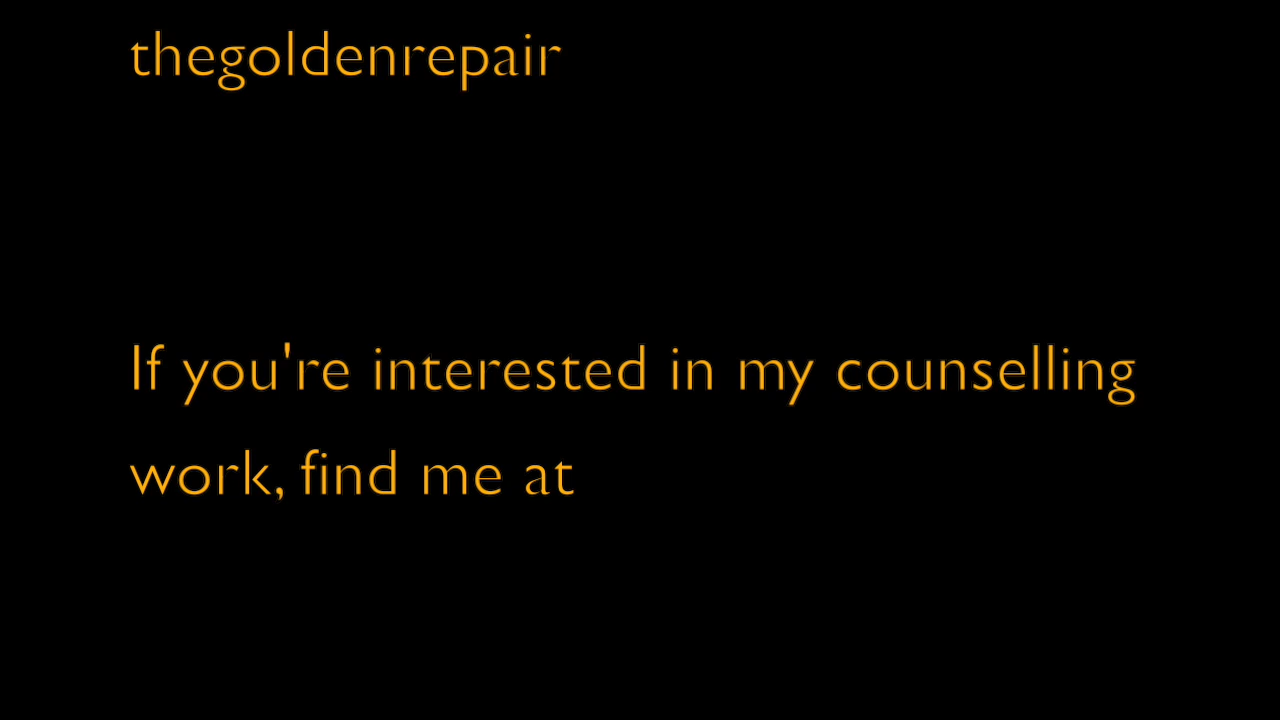 thegoldenrepair
If you're interested in my counselling
work, find me at